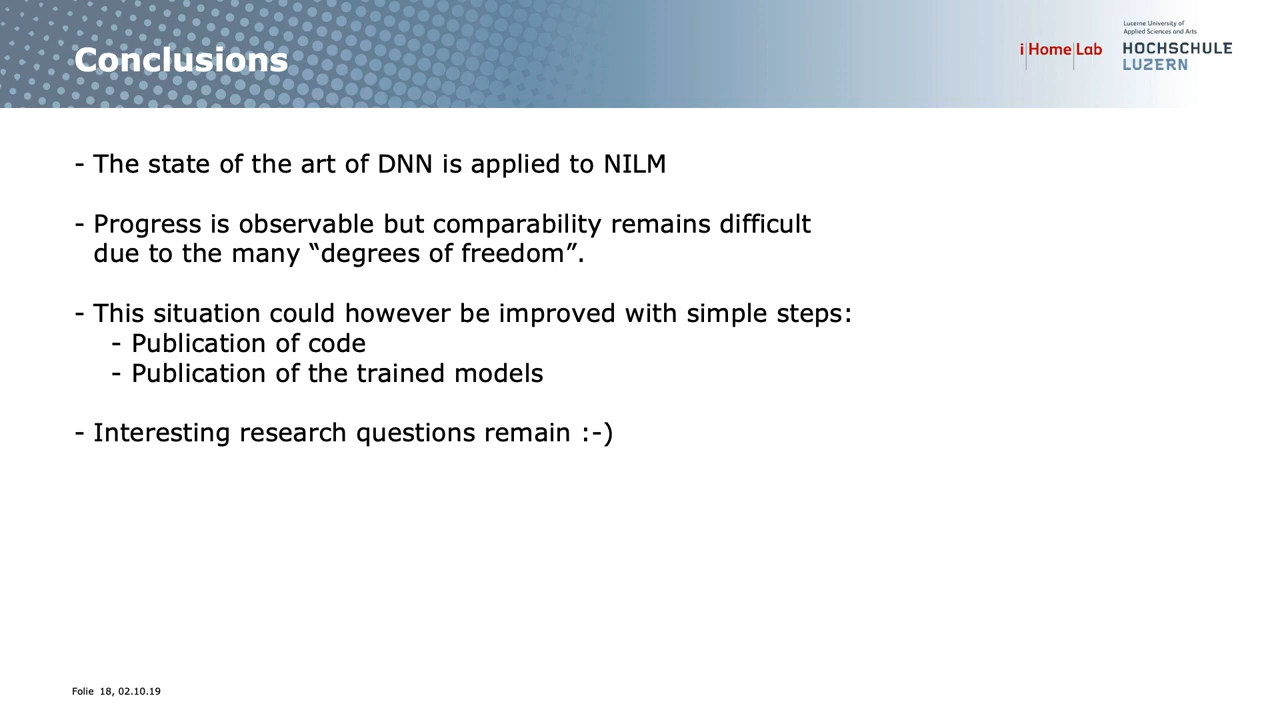 Conclusions
i Home Lab
Lucerne University of
Applied Sciences and Arts
HOCHSCHULE
LUZERN
- The state of the art of DNN is applied to NILM
- Progress is observable but comparability remains difficult
due to the many “degrees of freedom”.
- This situation could however be improved with simple steps:
- Publication of code
- Publication of the trained models
- Interesting research questions remain :-)
Folie 18, 02.10.19